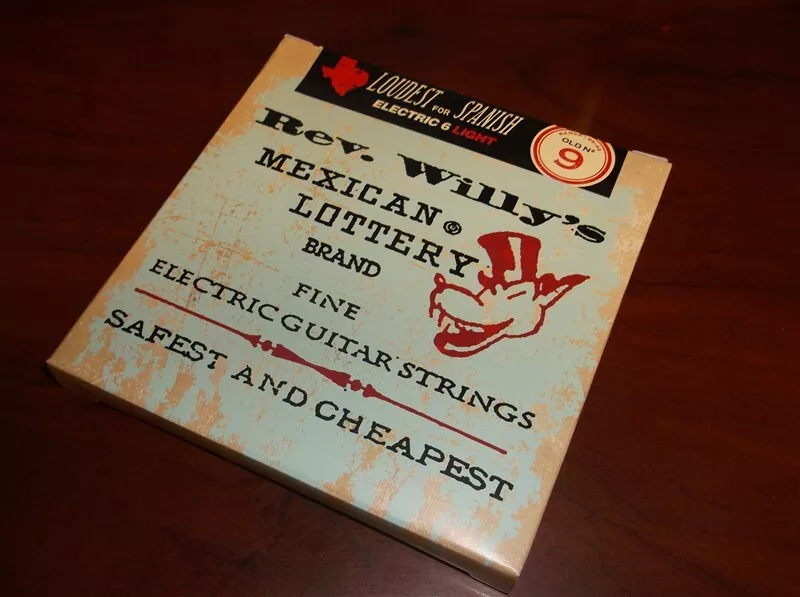 LOUDEST FOR SPANISH
ELECTRIC 6 LIGHT
OLD Nº
9
Rev. Willy's
MEXICAN
LOTTERY®
BRAND
FINE
ELECTRIC GUITAR STRINGS
SAFEST AND CHEAPEST